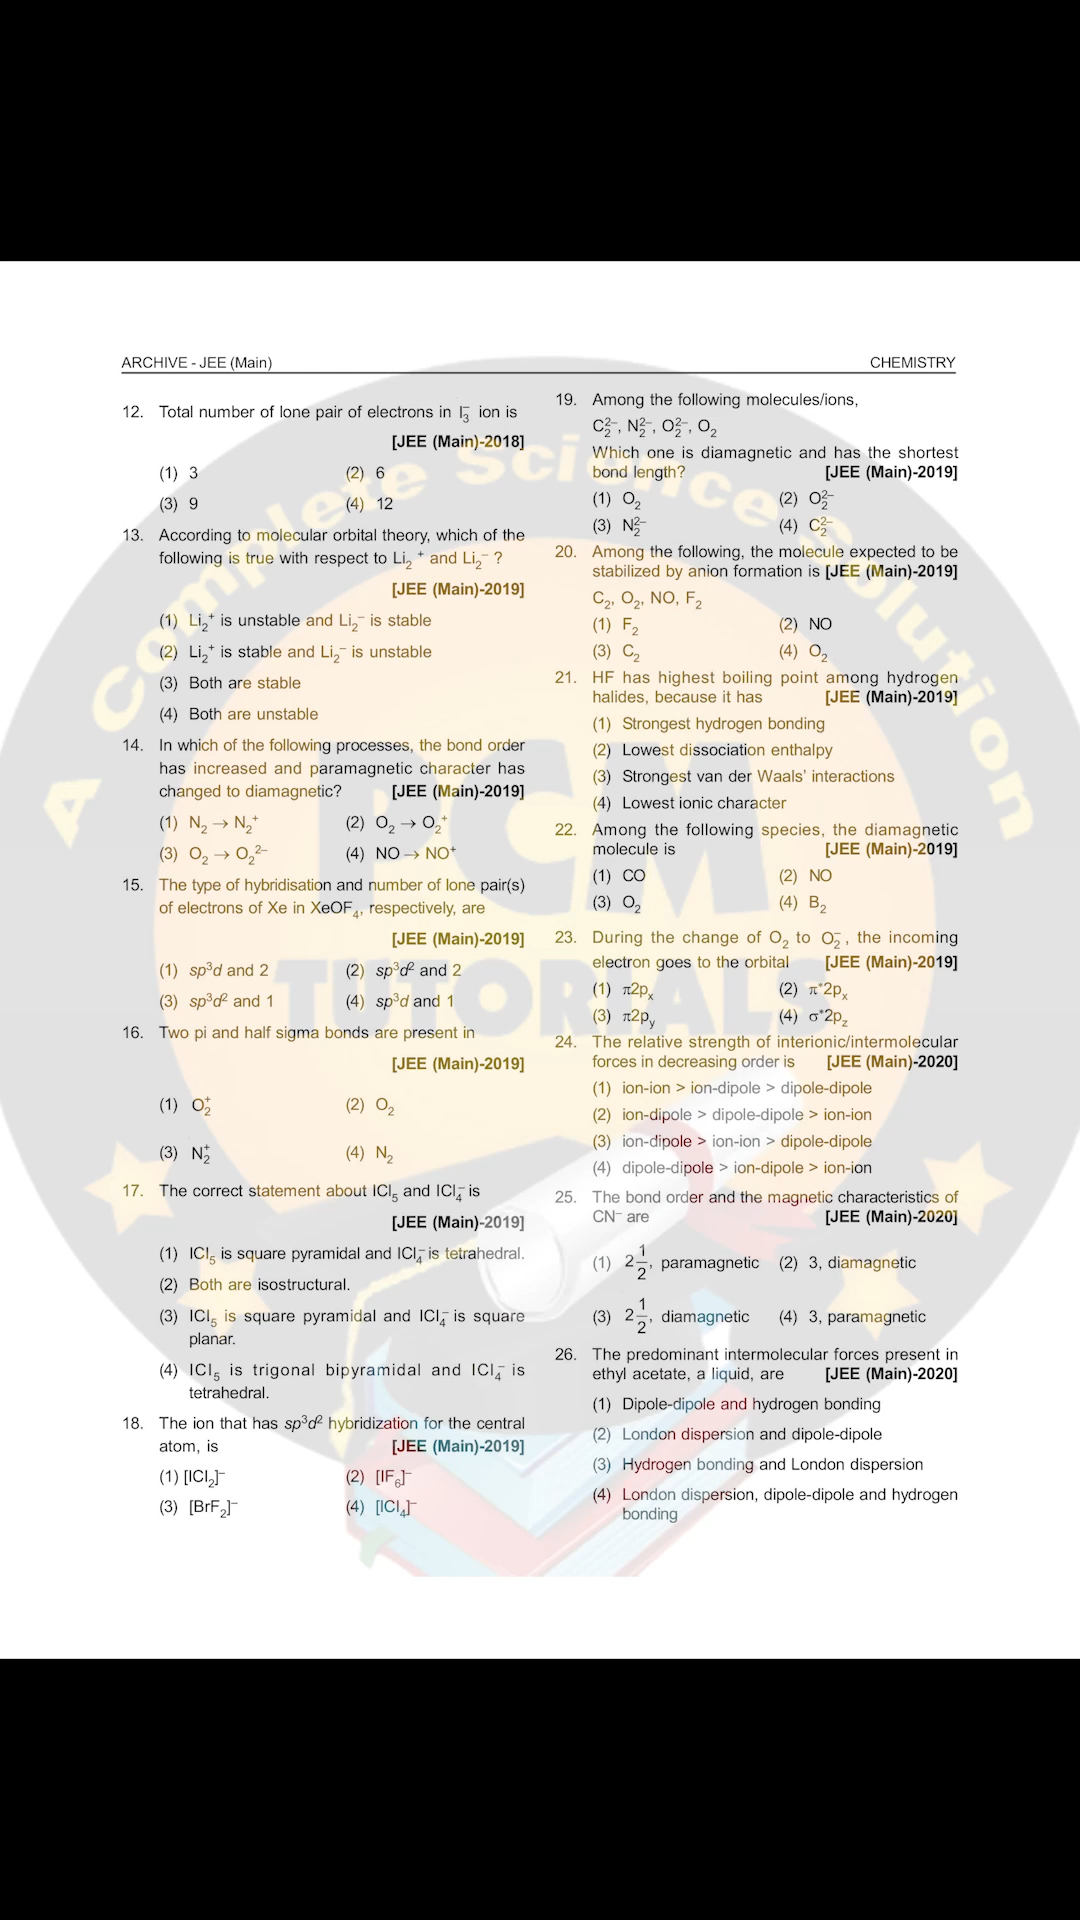 ARCHIVE - JEE (Main)
CHEMISTRY
12. Total number of lone pair of electrons in I₃⁻ ion is
[JEE (Main)-2018]
(1) 3 (2) 6
(3) 9 (4) 12
13. According to molecular orbital theory, which of the
following is true with respect to Li₂⁺ and Li₂⁻ ?
[JEE (Main)-2019]
(1) Li₂⁺ is unstable and Li₂⁻ is stable
(2) Li₂⁺ is stable and Li₂⁻ is unstable
(3) Both are stable
(4) Both are unstable
14. In which of the following processes, the bond order
has increased and paramagnetic character has
changed to diamagnetic? [JEE (Main)-2019]
(1) N₂ → N₂⁺ (2) O₂ → O₂⁺
(3) O₂ → O₂²⁻ (4) NO → NO⁺
15. The type of hybridisation and number of lone pair(s)
of electrons of Xe in XeOF₄, respectively, are
[JEE (Main)-2019]
(1) sp³d and 2 (2) sp³d² and 2
(3) sp³d² and 1 (4) sp³d and 1
16. Two pi and half sigma bonds are present in
[JEE (Main)-2019]
(1) O₂⁺ (2) O₂
(3) N₂⁺ (4) N₂
17. The correct statement about ICl₅ and ICl₄⁻ is
[JEE (Main)-2019]
(1) ICl₅ is square pyramidal and ICl₄⁻ is tetrahedral.
(2) Both are isostructural.
(3) ICl₅ is square pyramidal and ICl₄⁻ is square
planar.
(4) ICl₅ is trigonal bipyramidal and ICl₄⁻ is
tetrahedral.
18. The ion that has sp³d² hybridization for the central
atom, is [JEE (Main)-2019]
(1) [ICl₂]⁻ (2) [IF₆]⁻
(3) [BrF₂]⁻ (4) [ICl₄]⁻
19. Among the following molecules/ions,
C₂²⁻, N₂²⁻, O₂²⁻, O₂
Which one is diamagnetic and has the shortest
bond length? [JEE (Main)-2019]
(1) O₂ (2) O₂²⁻
(3) N₂²⁻ (4) C₂²⁻
20. Among the following, the molecule expected to be
stabilized by anion formation is [JEE (Main)-2019]
C₂, O₂, NO, F₂
(1) F₂ (2) NO
(3) C₂ (4) O₂
21. HF has highest boiling point among hydrogen
halides, because it has [JEE (Main)-2019]
(1) Strongest hydrogen bonding
(2) Lowest dissociation enthalpy
(3) Strongest van der Waals' interactions
(4) Lowest ionic character
22. Among the following species, the diamagnetic
molecule is [JEE (Main)-2019]
(1) CO (2) NO
(3) O₂ (4) B₂
23. During the change of O₂ to O₂⁻, the incoming
electron goes to the orbital [JEE (Main)-2019]
(1) π2pₓ (2) π*2pₓ
(3) π2p_y (4) σ*2p_z
24. The relative strength of interionic/intermolecular
forces in decreasing order is [JEE (Main)-2020]
(1) ion-ion > ion-dipole > dipole-dipole
(2) ion-dipole > dipole-dipole > ion-ion
(3) ion-dipole > ion-ion > dipole-dipole
(4) dipole-dipole > ion-dipole > ion-ion
25. The bond order and the magnetic characteristics of
CN⁻ are [JEE (Main)-2020]
(1) 2 1/2, paramagnetic (2) 3, diamagnetic
(3) 2 1/2, diamagnetic (4) 3, paramagnetic
26. The predominant intermolecular forces present in
ethyl acetate, a liquid, are [JEE (Main)-2020]
(1) Dipole-dipole and hydrogen bonding
(2) London dispersion and dipole-dipole
(3) Hydrogen bonding and London dispersion
(4) London dispersion, dipole-dipole and hydrogen
bonding
A Complete Science Solution
PCM
TUTORIALS